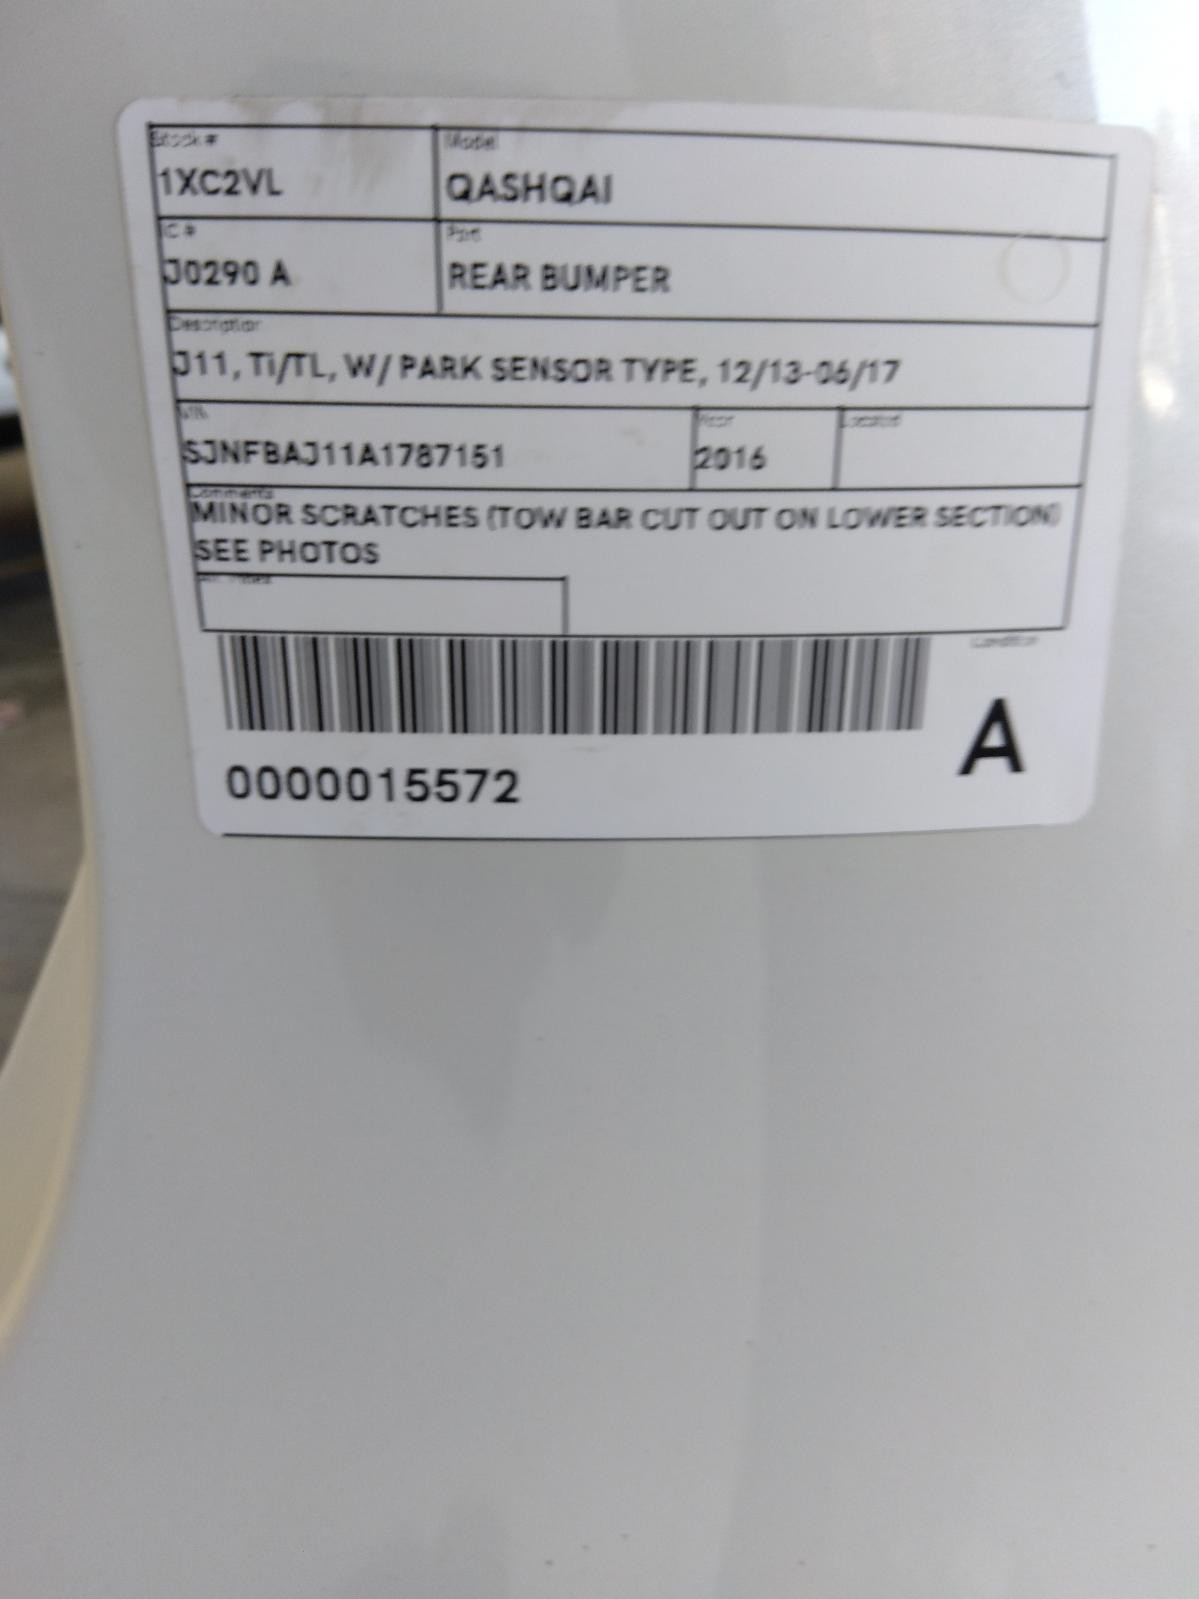 Stock # Model
1XC2VL QASHQAI
IC # Part
J0290 A REAR BUMPER
Description
J11, Ti/TL, W/ PARK SENSOR TYPE, 12/13-06/17
VIN Year Located
SJNFBAJ11A1787151 2016
Comments
MINOR SCRATCHES (TOW BAR CUT OUT ON LOWER SECTION)
SEE PHOTOS
Condition
A
0000015572